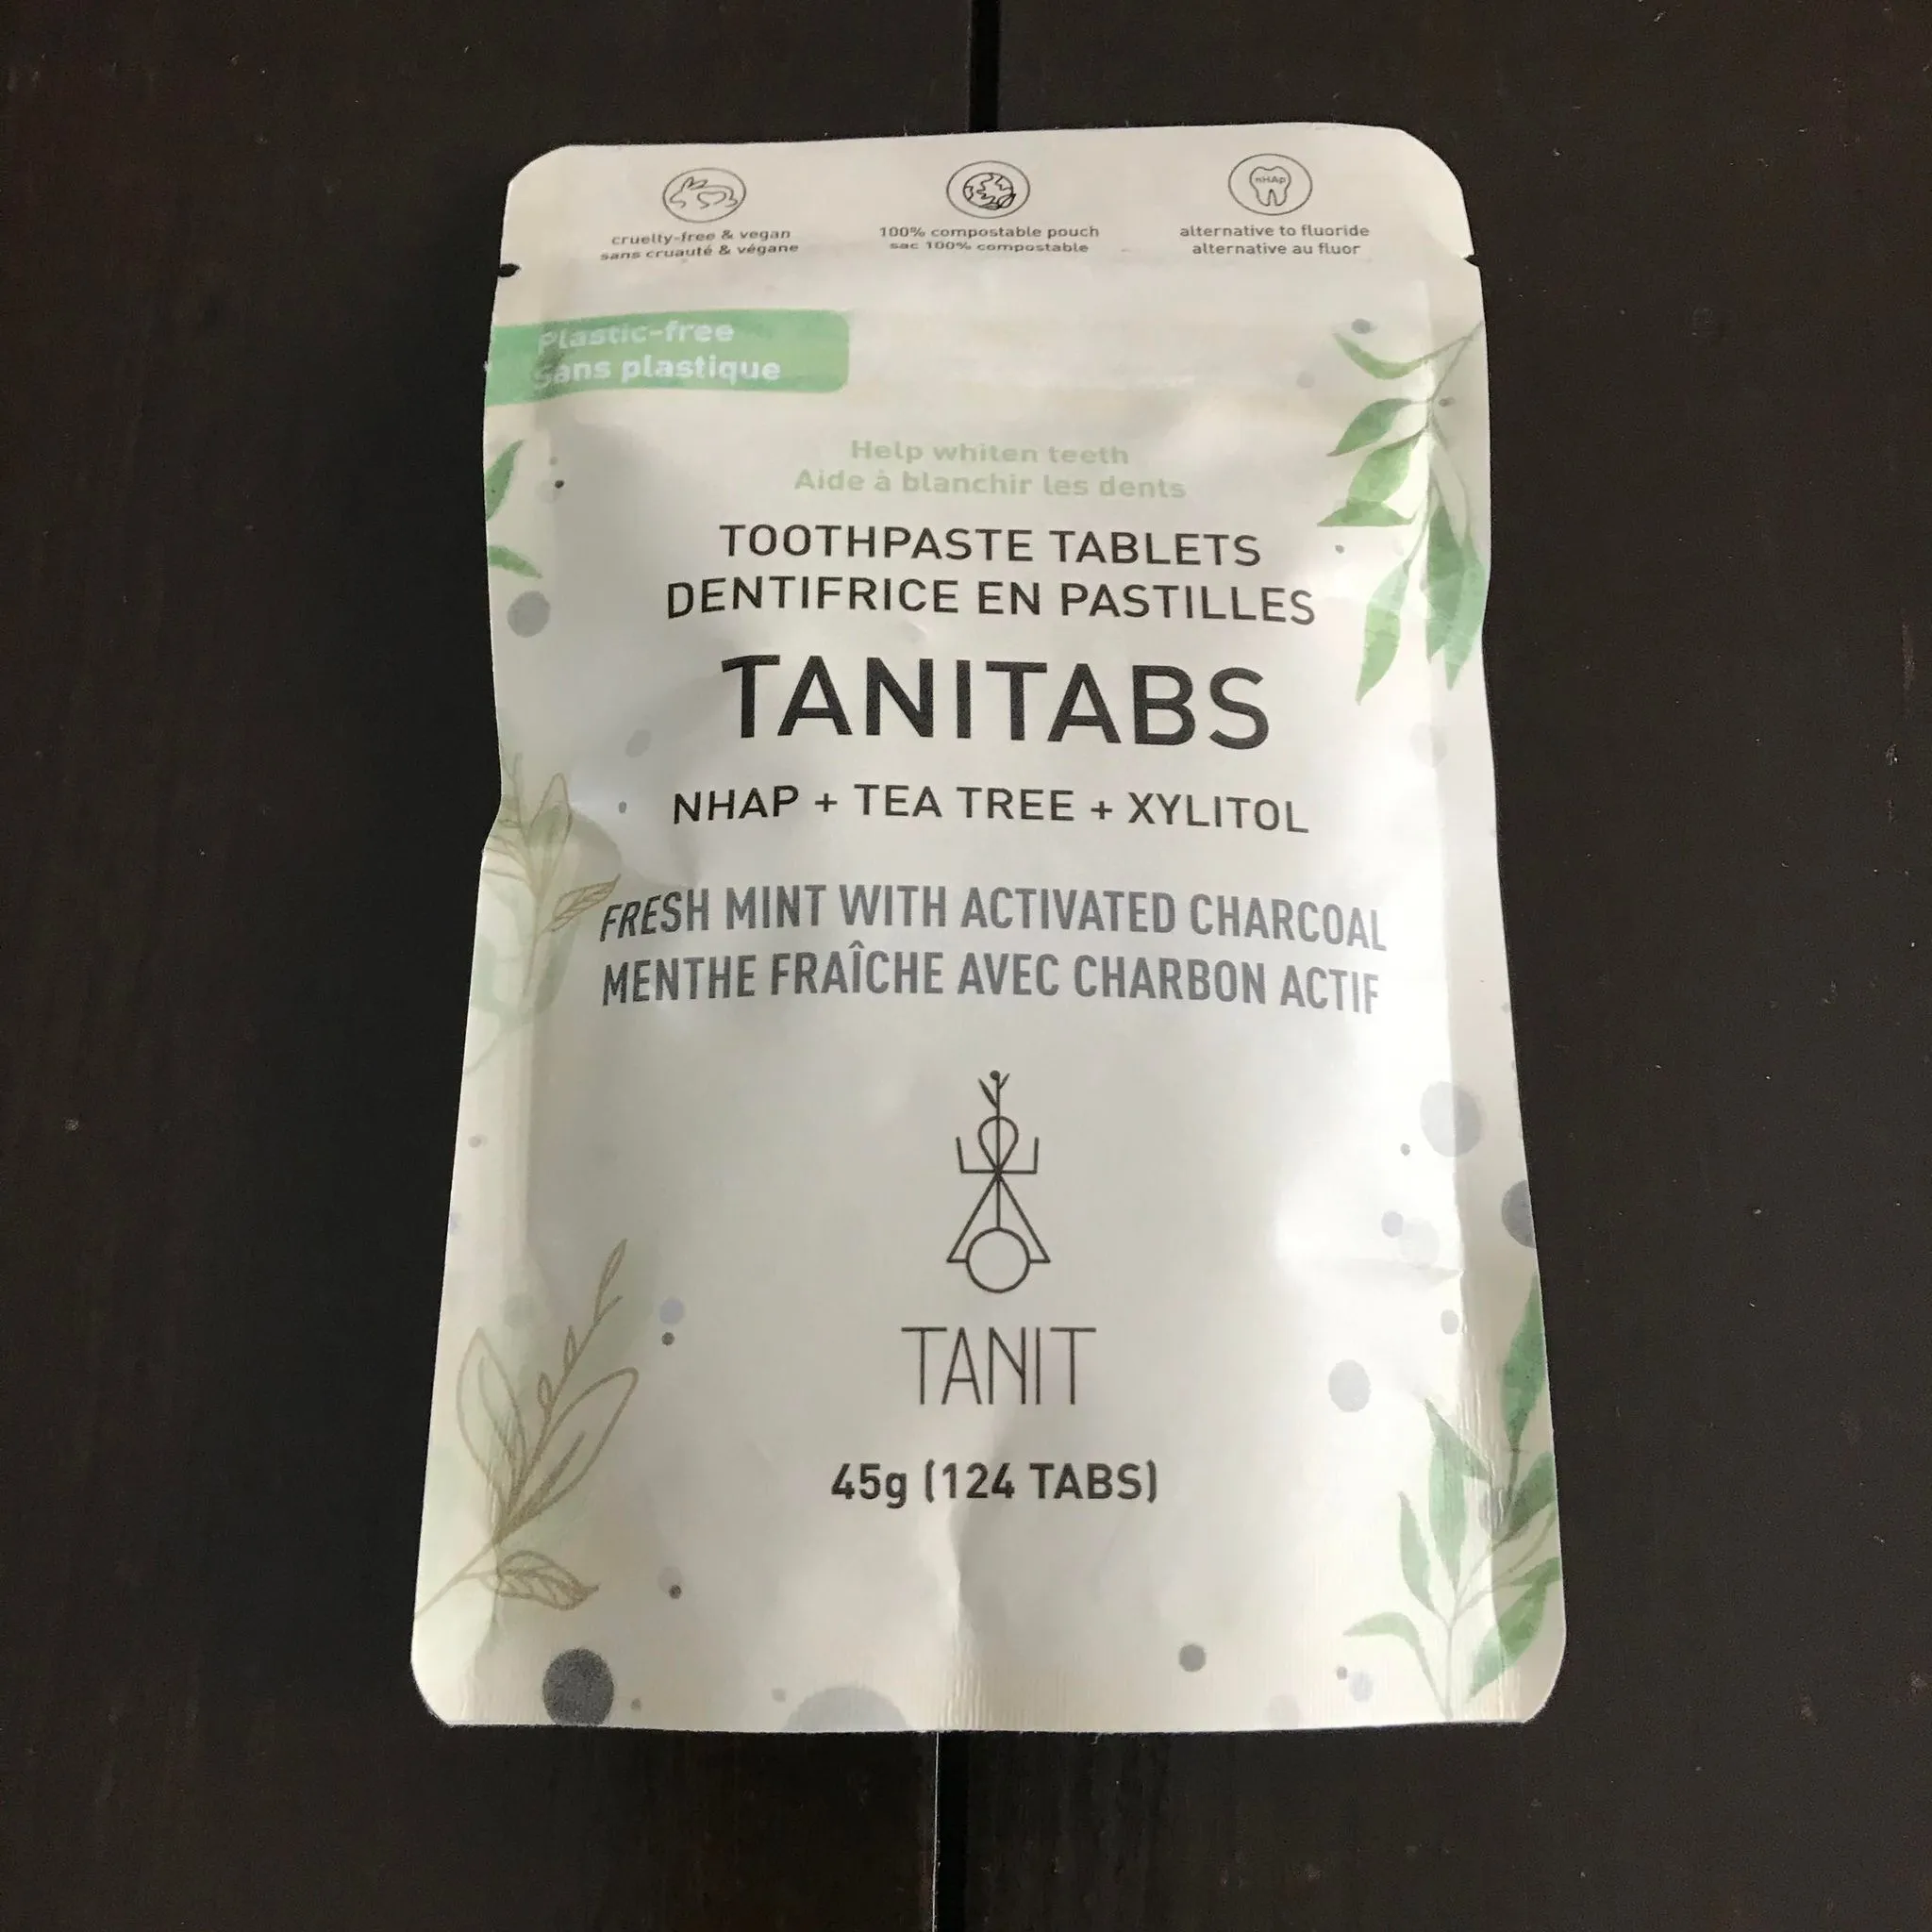 cruelty-free & vegan
sans cruauté & végane
100% compostable pouch
sac 100% compostable
nHAp
alternative to fluoride
alternative au fluor
Plastic-free
Sans plastique
Help whiten teeth
Aide à blanchir les dents
TOOTHPASTE TABLETS
DENTIFRICE EN PASTILLES
TANITABS
NHAP + TEA TREE + XYLITOL
FRESH MINT WITH ACTIVATED CHARCOAL
MENTHE FRAÎCHE AVEC CHARBON ACTIF
TANIT
45g (124 TABS)